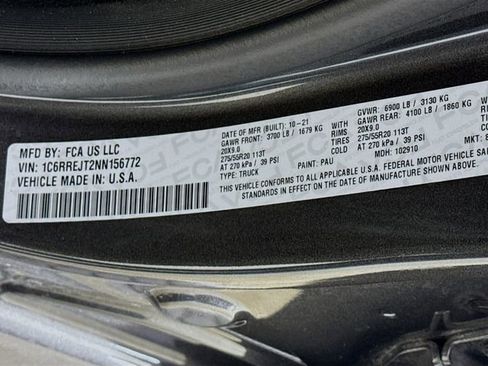 MFD BY: FCA US LLC
VIN: 1C6RREJT2NN156772
VEHICLE MADE IN: U.S.A.
DATE OF MFR (BUILT): 10-21
GAWR FRONT: 3700 LB / 1679 KG WITH
20X9.0 RIMS
275/55R20 113T TIRES
AT 270 kPa / 39 PSI COLD
TYPE: TRUCK PAINT: PAU
GVWR: 6900 LB / 3130 KG
GAWR REAR: 4100 LB / 1860 KG WITH
20X9.0
275/55R20 113T
AT 270 kPa / 39 PSI
MDH: 102910 MKT:
THIS VEHICLE CONFORMS TO ALL APPLICABLE U.S.A. FEDERAL MOTOR VEHICLE
EFFECT ON THE DATE OF MANUFACTURE SHOWN ABOVE.